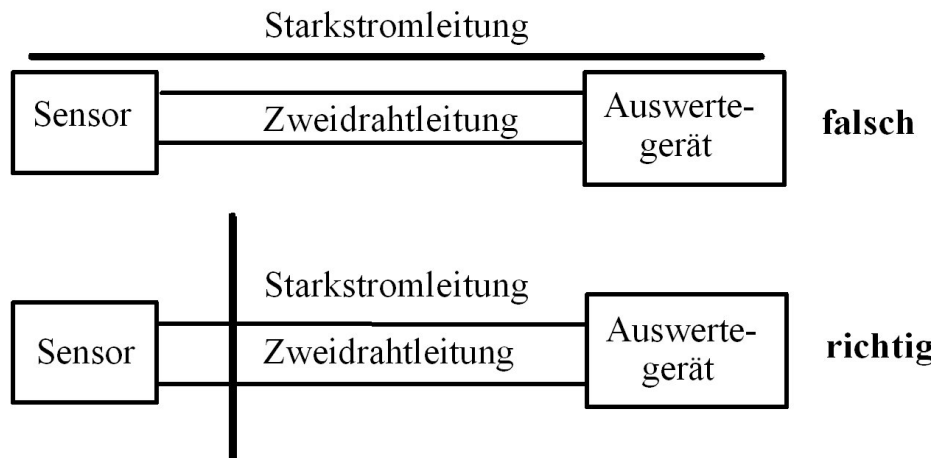 Starkstromleitung
Sensor
Zweidrahtleitung
Auswerte-
gerät
falsch
Starkstromleitung
Sensor
Zweidrahtleitung
Auswerte-
gerät
richtig